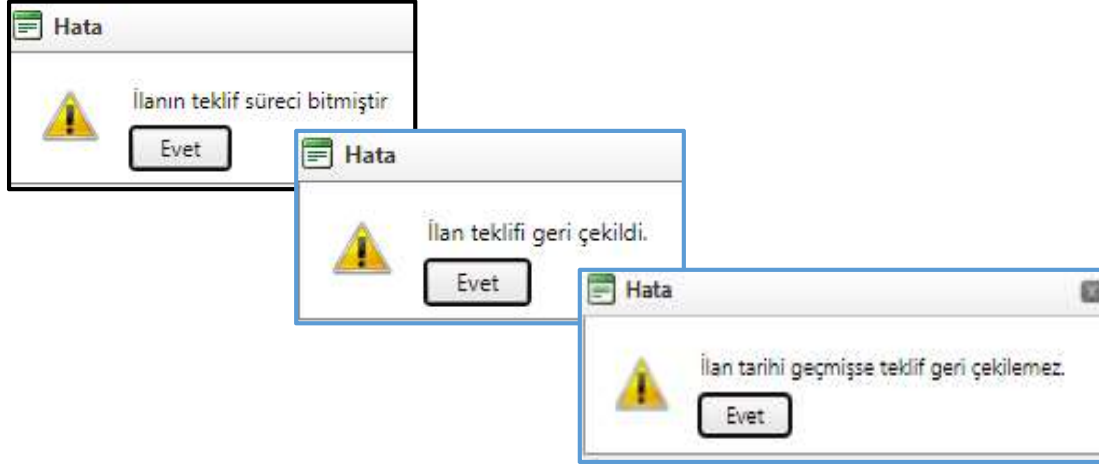 Hata
İlanın teklif süreci bitmiştir
Evet
Hata
İlan teklifi geri çekildi.
Evet
Hata
İlan tarihi geçmişse teklif geri çekilemez.
Evet